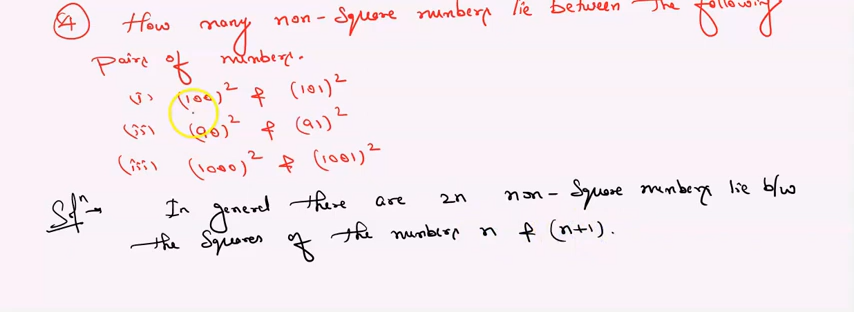 ④ How many non-Square numbers lie between the following
pairs of numbers.
(i) (100)² & (101)²
(ii) (90)² & (91)²
(iii) (1000)² & (1001)²
Solⁿ→ In general there are 2n non-Square numbers lie b/w
the squares of the numbers n & (n+1).